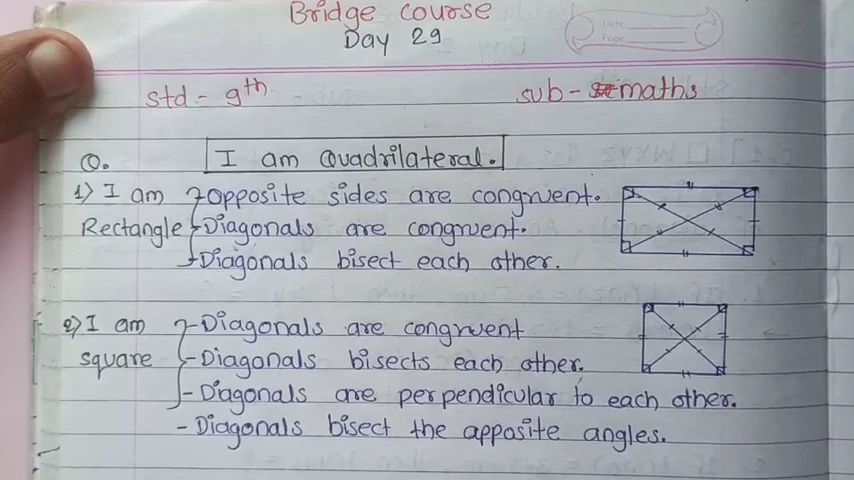 Bridge course
Day 29
Date
Page
std - 9th sub - maths
Q. I am Quadrilateral.
1) I am - Opposite sides are congruent.
Rectangle - Diagonals are congruent.
- Diagonals bisect each other.
2) I am - Diagonals are congruent
square - Diagonals bisects each other.
- Diagonals are perpendicular to each other.
- Diagonals bisect the apposite angles.